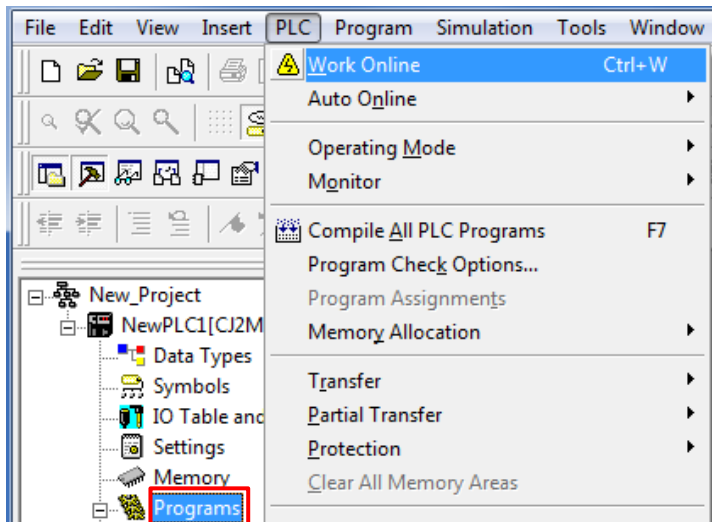 File Edit View Insert PLC Program Simulation Tools Window
Work Online Ctrl+W
Auto Online
Operating Mode
Monitor
Compile All PLC Programs F7
Program Check Options...
Program Assignments
Memory Allocation
Transfer
Partial Transfer
Protection
Clear All Memory Areas
New_Project
NewPLC1[CJ2M
Data Types
Symbols
IO Table and
Settings
Memory
Programs